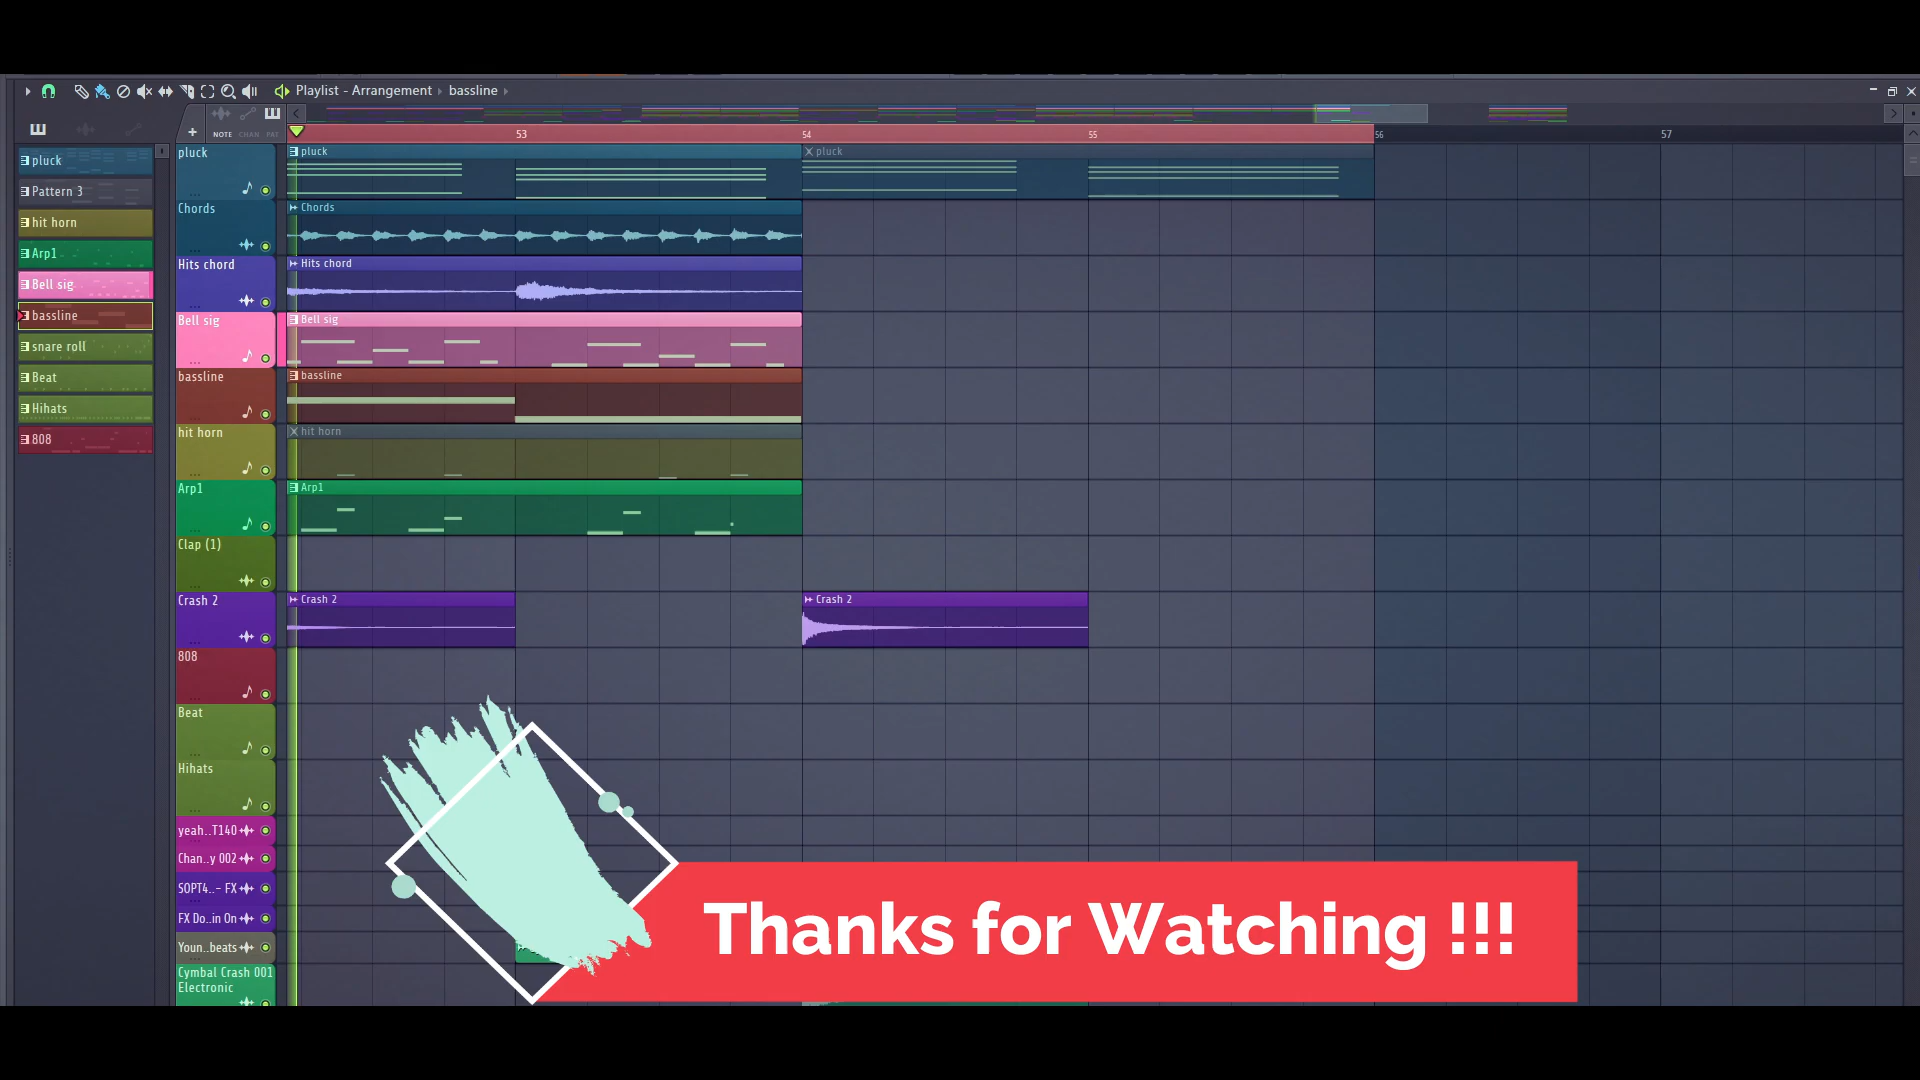 Playlist - Arrangement › bassline ›
NOTE CHAN PAT
53 54 55 56 57
pluck
Pattern 3
hit horn
Arp1
Bell sig
bassline
snare roll
Beat
Hihats
808
pluck
pluck
pluck
Chords
Chords
Hits chord
Hits chord
Bell sig
Bell sig
bassline
bassline
hit horn
hit horn
Arp1
Arp1
Clap (1)
Crash 2
Crash 2
Crash 2
808
Beat
Hihats
yeah..T140
Chan..y 002
SOPT4..- FX
FX Do..in On
Youn..beats
Cymbal Crash 001
Electronic
Thanks for Watching !!!